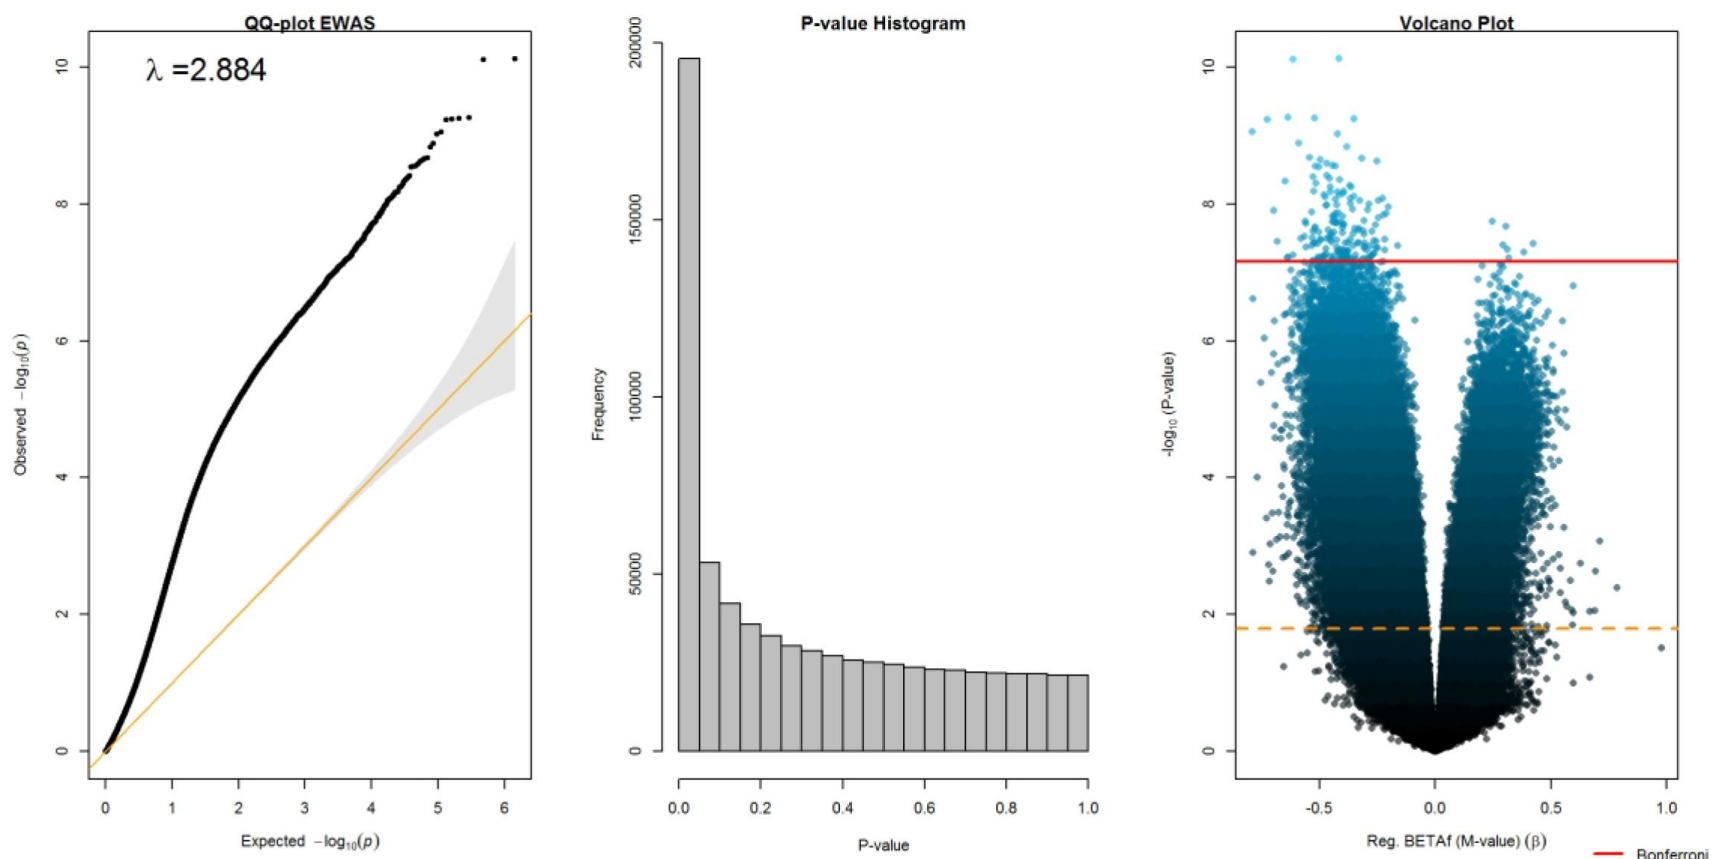 QQ-plot EWAS
λ =2.884
10
8
6
4
2
0
Observed −log10(p)
0 1 2 3 4 5 6
Expected −log10(p)
P-value Histogram
200000
150000
100000
50000
0
Frequency
0.0 0.2 0.4 0.6 0.8 1.0
P-value
Volcano Plot
10
8
6
4
2
0
-log10 (P-value)
-0.5 0.0 0.5 1.0
Reg. BETAf (M-value) (β)
Bonferroni